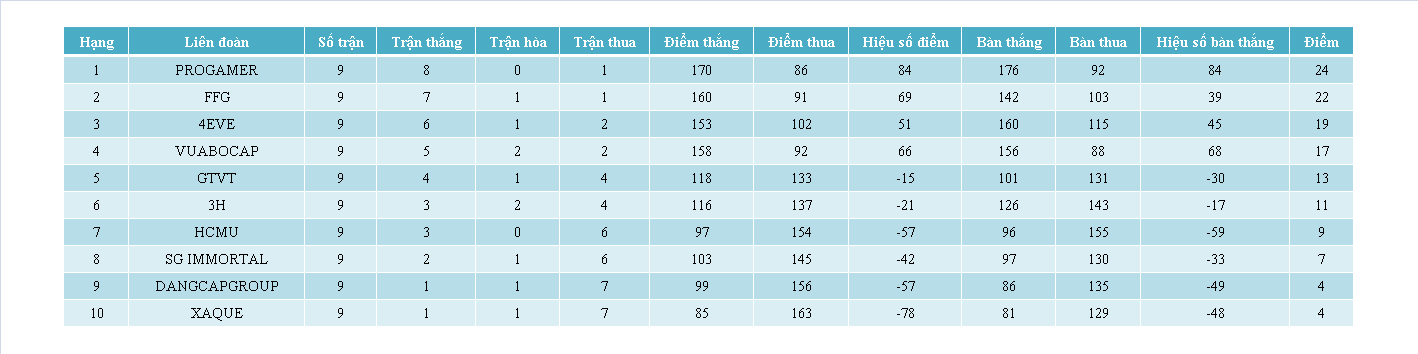 Hạng Liên đoàn Số trận Trận thắng Trận hòa Trận thua Điểm thắng Điểm thua Hiệu số điểm Bàn thắng Bàn thua Hiệu số bàn thắng Điểm
1 PROGAMER 9 8 0 1 170 86 84 176 92 84 24
2 FFG 9 7 1 1 160 91 69 142 103 39 22
3 4EVE 9 6 1 2 153 102 51 160 115 45 19
4 VUABOCAP 9 5 2 2 158 92 66 156 88 68 17
5 GTVT 9 4 1 4 118 133 -15 101 131 -30 13
6 3H 9 3 2 4 116 137 -21 126 143 -17 11
7 HCMU 9 3 0 6 97 154 -57 96 155 -59 9
8 SG IMMORTAL 9 2 1 6 103 145 -42 97 130 -33 7
9 DANGCAPGROUP 9 1 1 7 99 156 -57 86 135 -49 4
10 XAQUE 9 1 1 7 85 163 -78 81 129 -48 4